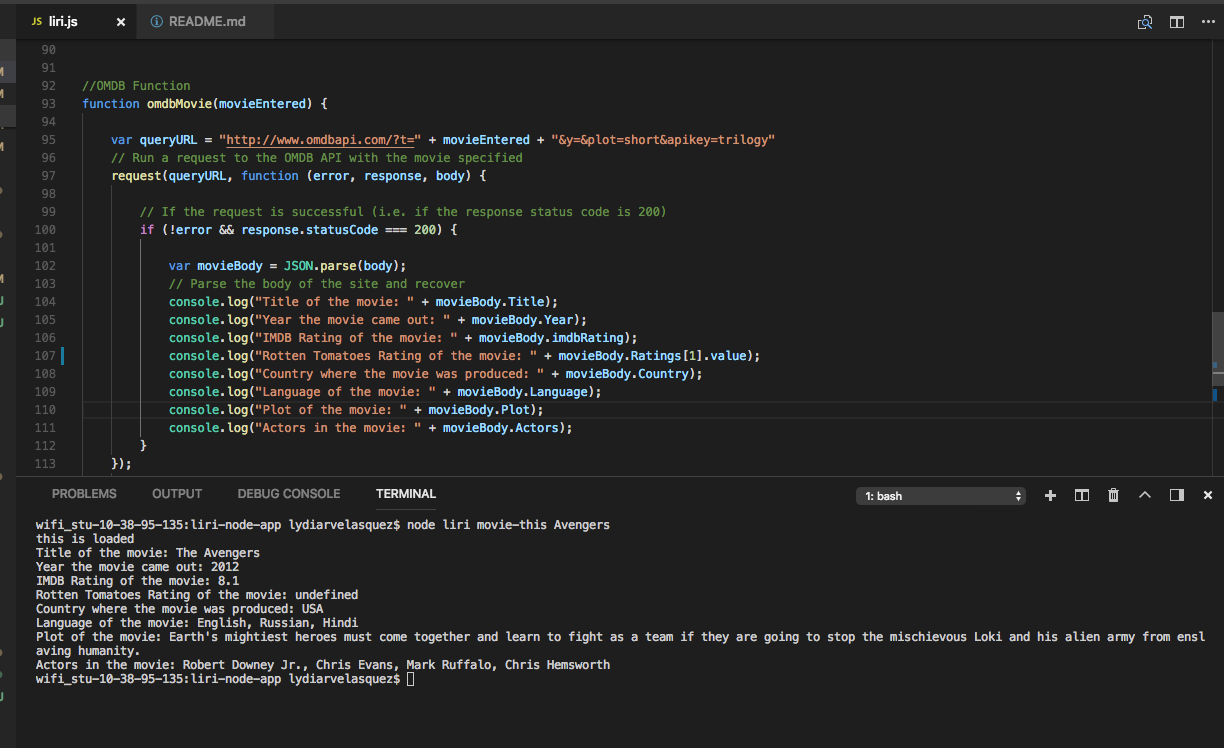 JS liri.js × README.md
90
91
92 //OMDB Function
93 function omdbMovie(movieEntered) {
94
95 var queryURL = "http://www.omdbapi.com/?t=" + movieEntered + "&y=&plot=short&apikey=trilogy"
96 // Run a request to the OMDB API with the movie specified
97 request(queryURL, function (error, response, body) {
98
99 // If the request is successful (i.e. if the response status code is 200)
100 if (!error && response.statusCode === 200) {
101
102 var movieBody = JSON.parse(body);
103 // Parse the body of the site and recover
104 console.log("Title of the movie: " + movieBody.Title);
105 console.log("Year the movie came out: " + movieBody.Year);
106 console.log("IMDB Rating of the movie: " + movieBody.imdbRating);
107 console.log("Rotten Tomatoes Rating of the movie: " + movieBody.Ratings[1].value);
108 console.log("Country where the movie was produced: " + movieBody.Country);
109 console.log("Language of the movie: " + movieBody.Language);
110 console.log("Plot of the movie: " + movieBody.Plot);
111 console.log("Actors in the movie: " + movieBody.Actors);
112 }
113 });
PROBLEMS OUTPUT DEBUG CONSOLE TERMINAL 1: bash
wifi_stu-10-38-95-135:liri-node-app lydiarvelasquez$ node liri movie-this Avengers
this is loaded
Title of the movie: The Avengers
Year the movie came out: 2012
IMDB Rating of the movie: 8.1
Rotten Tomatoes Rating of the movie: undefined
Country where the movie was produced: USA
Language of the movie: English, Russian, Hindi
Plot of the movie: Earth's mightiest heroes must come together and learn to fight as a team if they are going to stop the mischievous Loki and his alien army from ensl
aving humanity.
Actors in the movie: Robert Downey Jr., Chris Evans, Mark Ruffalo, Chris Hemsworth
wifi_stu-10-38-95-135:liri-node-app lydiarvelasquez$